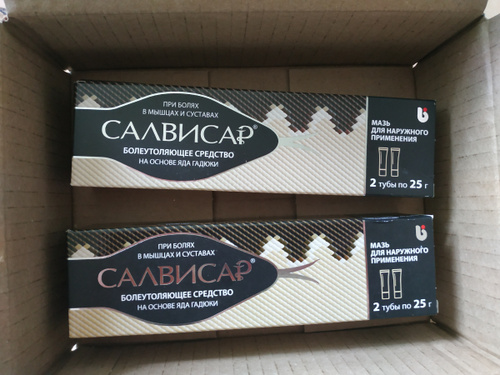 ПРИ БОЛЯХ
В МЫШЦАХ И СУСТАВАХ
САЛВИСАР®
БОЛЕУТОЛЯЮЩЕЕ СРЕДСТВО
НА ОСНОВЕ ЯДА ГАДЮКИ
МАЗЬ
ДЛЯ НАРУЖНОГО
ПРИМЕНЕНИЯ
2 тубы по 25 г
ПРИ БОЛЯХ
В МЫШЦАХ И СУСТАВАХ
САЛВИСАР®
БОЛЕУТОЛЯЮЩЕЕ СРЕДСТВО
НА ОСНОВЕ ЯДА ГАДЮКИ
МАЗЬ
ДЛЯ НАРУЖНОГО
ПРИМЕНЕНИЯ
2 тубы по 25 г